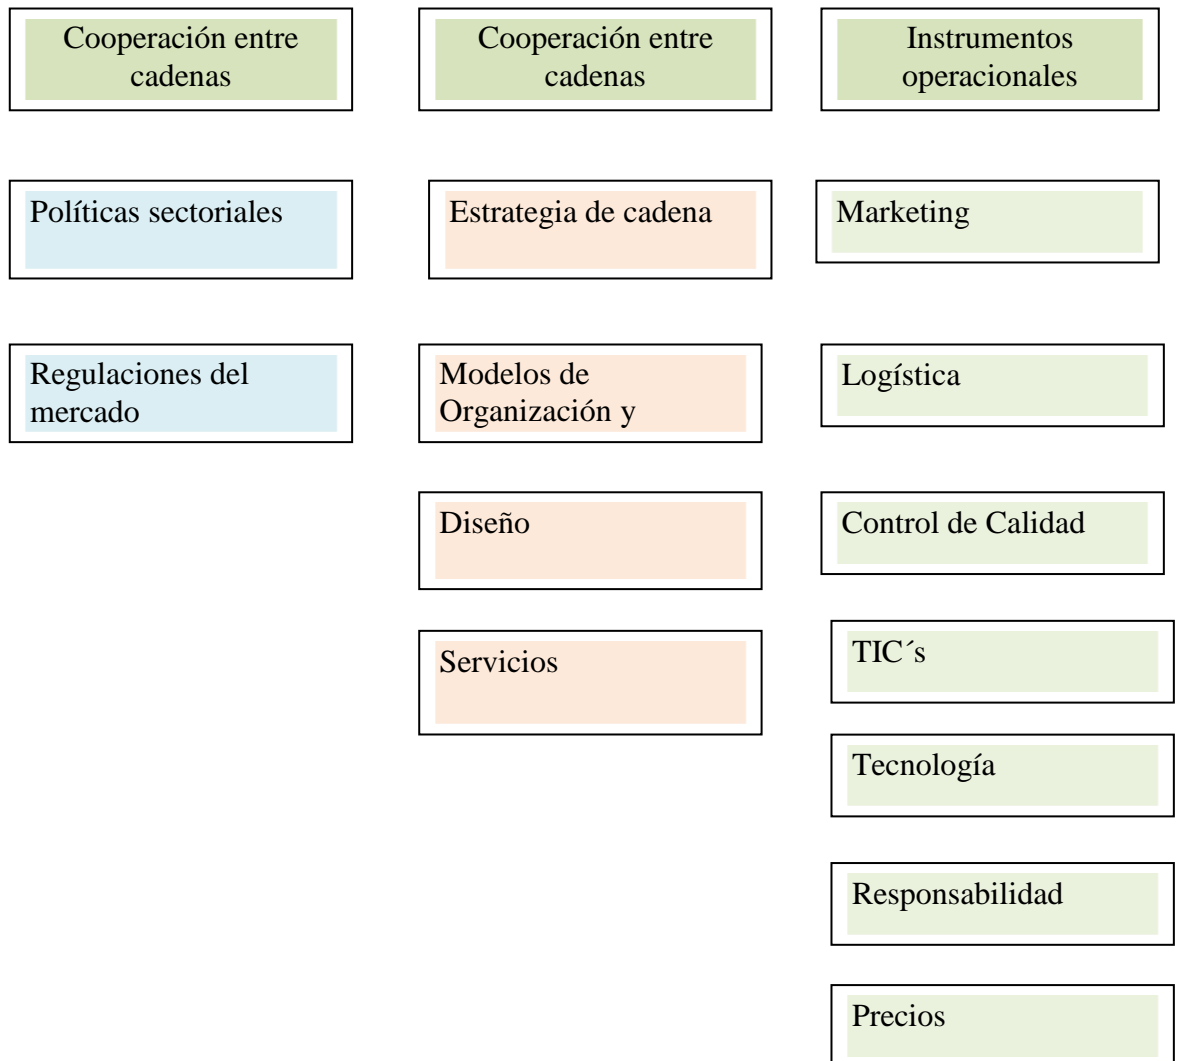 Cooperación entre
cadenas
Cooperación entre
cadenas
Instrumentos
operacionales
Políticas sectoriales
Estrategia de cadena
Marketing
Regulaciones del
mercado
Modelos de
Organización y
Logística
Diseño
Control de Calidad
Servicios
TIC´s
Tecnología
Responsabilidad
Precios